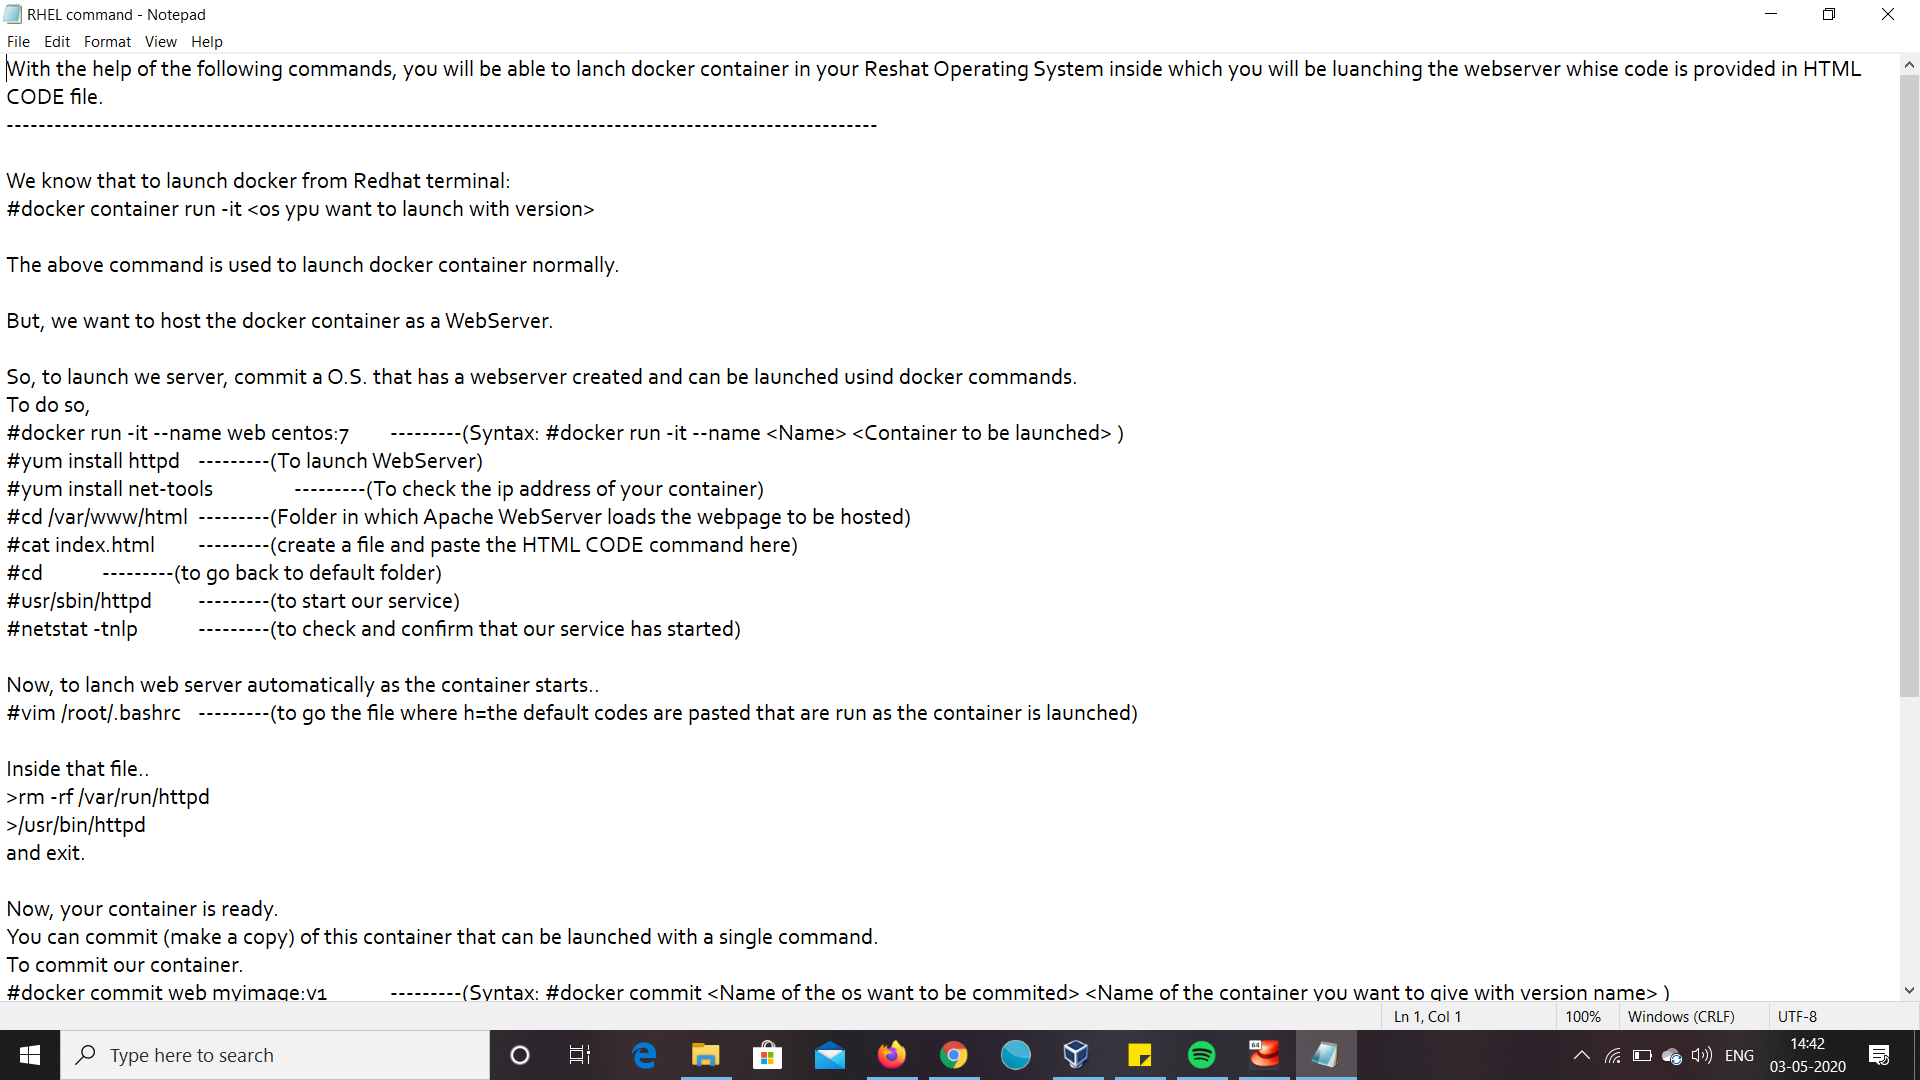 RHEL command - Notepad
File Edit Format View Help
With the help of the following commands, you will be able to lanch docker container in your Reshat Operating System inside which you will be luanching the webserver whise code is provided in HTML
CODE file.
-------------------------------------------------------------------------------------------------------------
We know that to launch docker from Redhat terminal:
#docker container run -it <os ypu want to launch with version>
The above command is used to launch docker container normally.
But, we want to host the docker container as a WebServer.
So, to launch we server, commit a O.S. that has a webserver created and can be launched usind docker commands.
To do so,
#docker run -it --name web centos:7 ---------(Syntax: #docker run -it --name <Name> <Container to be launched> )
#yum install httpd ---------(To launch WebServer)
#yum install net-tools ---------(To check the ip address of your container)
#cd /var/www/html ---------(Folder in which Apache WebServer loads the webpage to be hosted)
#cat index.html ---------(create a file and paste the HTML CODE command here)
#cd ---------(to go back to default folder)
#usr/sbin/httpd ---------(to start our service)
#netstat -tnlp ---------(to check and confirm that our service has started)
Now, to lanch web server automatically as the container starts..
#vim /root/.bashrc ---------(to go the file where h=the default codes are pasted that are run as the container is launched)
Inside that file..
>rm -rf /var/run/httpd
>/usr/bin/httpd
and exit.
Now, your container is ready.
You can commit (make a copy) of this container that can be launched with a single command.
To commit our container.
#docker commit web myimage:v1 ---------(Syntax: #docker commit <Name of the os want to be commited> <Name of the container you want to give with version name> )
Ln 1, Col 1 100% Windows (CRLF) UTF-8
Type here to search
64
ENG
14:42
03-05-2020